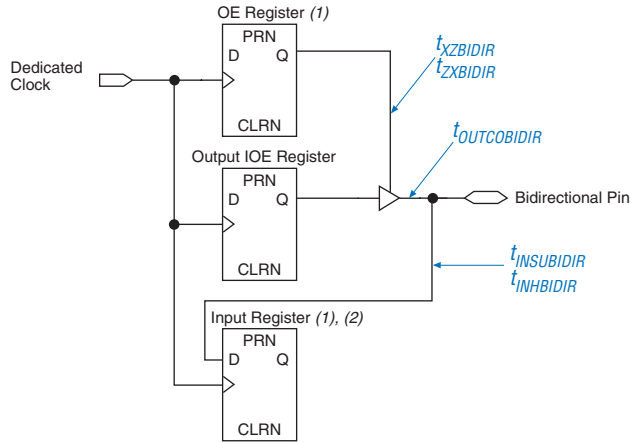 OE Register (1)
PRN
D Q
CLRN
Dedicated
Clock
tXZBIDIR
tZXBIDIR
tOUTCOBIDIR
Output IOE Register
PRN
D Q
CLRN
Bidirectional Pin
tINSUBIDIR
tINHBIDIR
Input Register (1), (2)
PRN
D Q
CLRN